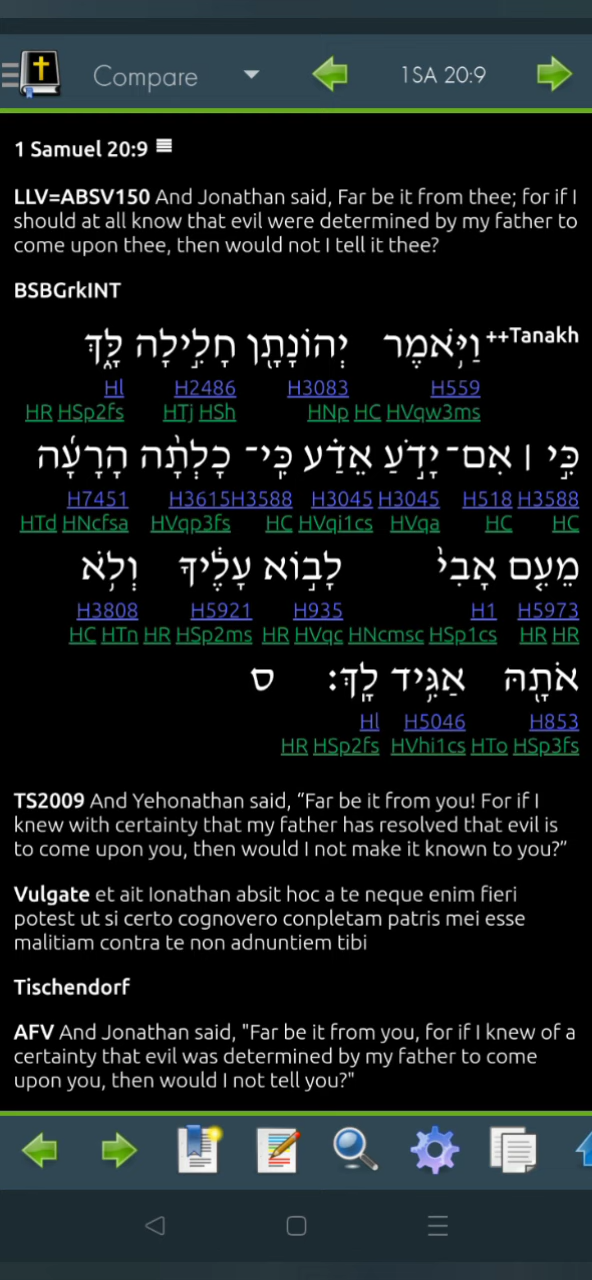 Compare
1SA 20:9
1 Samuel 20:9
LLV=ABSV150 And Jonathan said, Far be it from thee; for if I
should at all know that evil were determined by my father to
come upon thee, then would not I tell it thee?
BSBGrkINT
++Tanakh וַיֹּ֥אמֶר יְהוֹנָתָ֖ן חָלִ֣ילָה לָּ֑ךְ
H559 H3083 H2486 Hl
HC HVqw3ms HNp HTj HSh HR HSp2fs
כִּ֣י ׀ אִם־יָדֹ֣עַ אֵדַ֗ע כִּֽי־ כָלְתָ֨ה הָרָעָ֜ה
H3588 H518 H3045 H3045 H3588 H3615 H7451
HC HC HVqa HVqi1cs HC HVqp3fs HTd HNcfsa
מֵעִ֤ם אָבִי֙ לָב֣וֹא עָלֶ֔יךָ וְלֹ֥א
H5973 H1 H935 H5921 H3808
HR HR HNcmsc HSp1cs HR HVqc HR HSp2ms HC HTn
אֹתָ֖הּ אַגִּ֥יד לָֽךְ׃ ס
H853 H5046 Hl
HTo HSp3fs HVhi1cs HR HSp2fs
TS2009 And Yehonathan said, “Far be it from you! For if I
knew with certainty that my father has resolved that evil is
to come upon you, then would I not make it known to you?”
Vulgate et ait Ionathan absit hoc a te neque enim fieri
potest ut si certo cognovero conpletam patris mei esse
malitiam contra te non adnuntiem tibi
Tischendorf
AFV And Jonathan said, "Far be it from you, for if I knew of a
certainty that evil was determined by my father to come
upon you, then would I not tell you?"